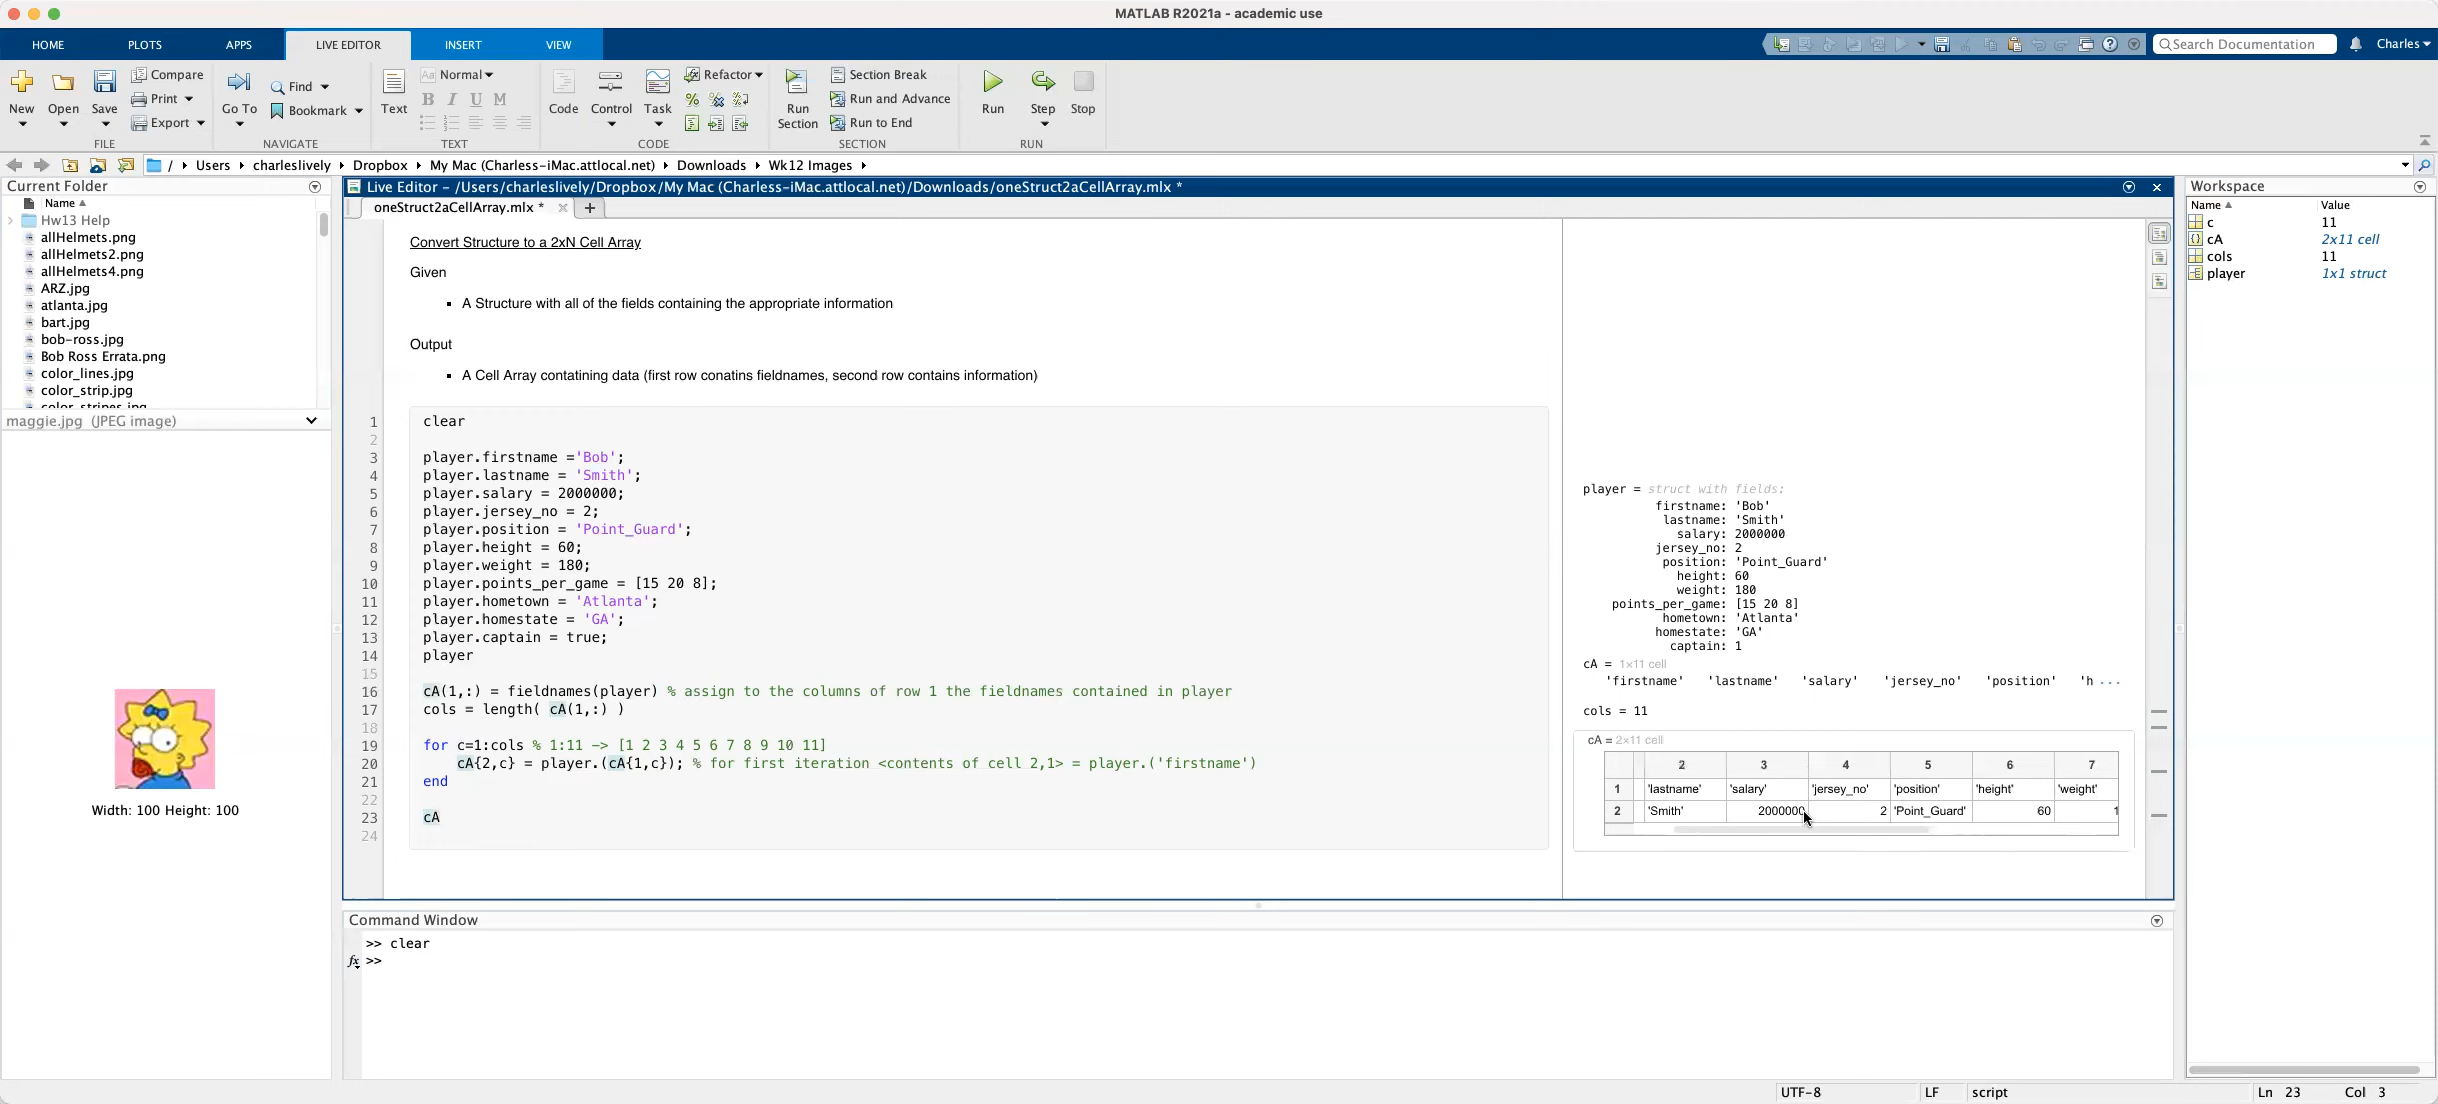 MATLAB R2021a - academic use
HOME PLOTS APPS LIVE EDITOR INSERT VIEW
Search Documentation Charles
New Open Save Compare Print Export
FILE
Go To Find Bookmark
NAVIGATE
Text Aa Normal B I U M
TEXT
Code Control Task Refactor
CODE
Run Section Section Break Run and Advance Run to End
SECTION
Run Step Stop
RUN
/ Users charleslively Dropbox My Mac (Charless-iMac.attlocal.net) Downloads Wk12 Images
Current Folder
Name
Hw13 Help
allHelmets.png
allHelmets2.png
allHelmets4.png
ARZ.jpg
atlanta.jpg
bart.jpg
bob-ross.jpg
Bob Ross Errata.png
color_lines.jpg
color_strip.jpg
color_stripes.jpg
maggie.jpg (JPEG image)
Width: 100 Height: 100
Live Editor - /Users/charleslively/Dropbox/My Mac (Charless-iMac.attlocal.net)/Downloads/oneStruct2aCellArray.mlx *
oneStruct2aCellArray.mlx *
Convert Structure to a 2xN Cell Array
Given
▪ A Structure with all of the fields containing the appropriate information
Output
▪ A Cell Array contatining data (first row conatins fieldnames, second row contains information)
1 clear
2
3 player.firstname ='Bob';
4 player.lastname = 'Smith';
5 player.salary = 2000000;
6 player.jersey_no = 2;
7 player.position = 'Point_Guard';
8 player.height = 60;
9 player.weight = 180;
10 player.points_per_game = [15 20 8];
11 player.hometown = 'Atlanta';
12 player.homestate = 'GA';
13 player.captain = true;
14 player
15
16 cA(1,:) = fieldnames(player) % assign to the columns of row 1 the fieldnames contained in player
17 cols = length( cA(1,:) )
18
19 for c=1:cols % 1:11 -> [1 2 3 4 5 6 7 8 9 10 11]
20 cA{2,c} = player.(cA{1,c}); % for first iteration <contents of cell 2,1> = player.('firstname')
21 end
22
23 cA
24
player = struct with fields:
firstname: 'Bob'
lastname: 'Smith'
salary: 2000000
jersey_no: 2
position: 'Point_Guard'
height: 60
weight: 180
points_per_game: [15 20 8]
hometown: 'Atlanta'
homestate: 'GA'
captain: 1
cA = 1×11 cell
'firstname' 'lastname' 'salary' 'jersey_no' 'position' 'h ...
cols = 11
cA = 2×11 cell
2 3 4 5 6 7
1 'lastname' 'salary' 'jersey_no' 'position' 'height' 'weight'
2 'Smith' 2000000 2 'Point_Guard' 60 1
Command Window
>> clear
fx >>
Workspace
Name Value
c 11
cA 2x11 cell
cols 11
player 1x1 struct
UTF-8 LF script Ln 23 Col 3